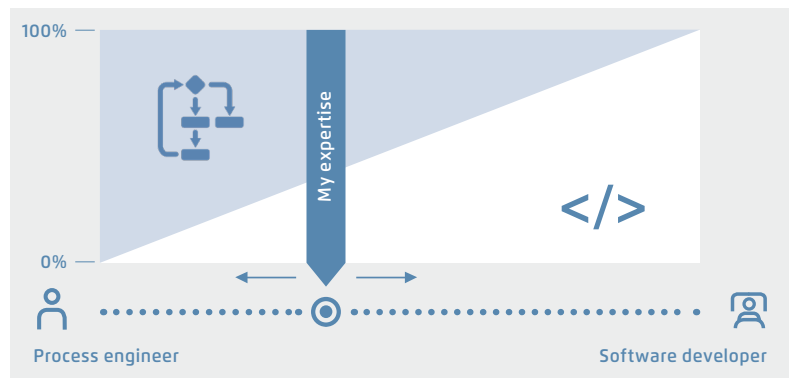 100%
My expertise
</>
0%
Process engineer
Software developer